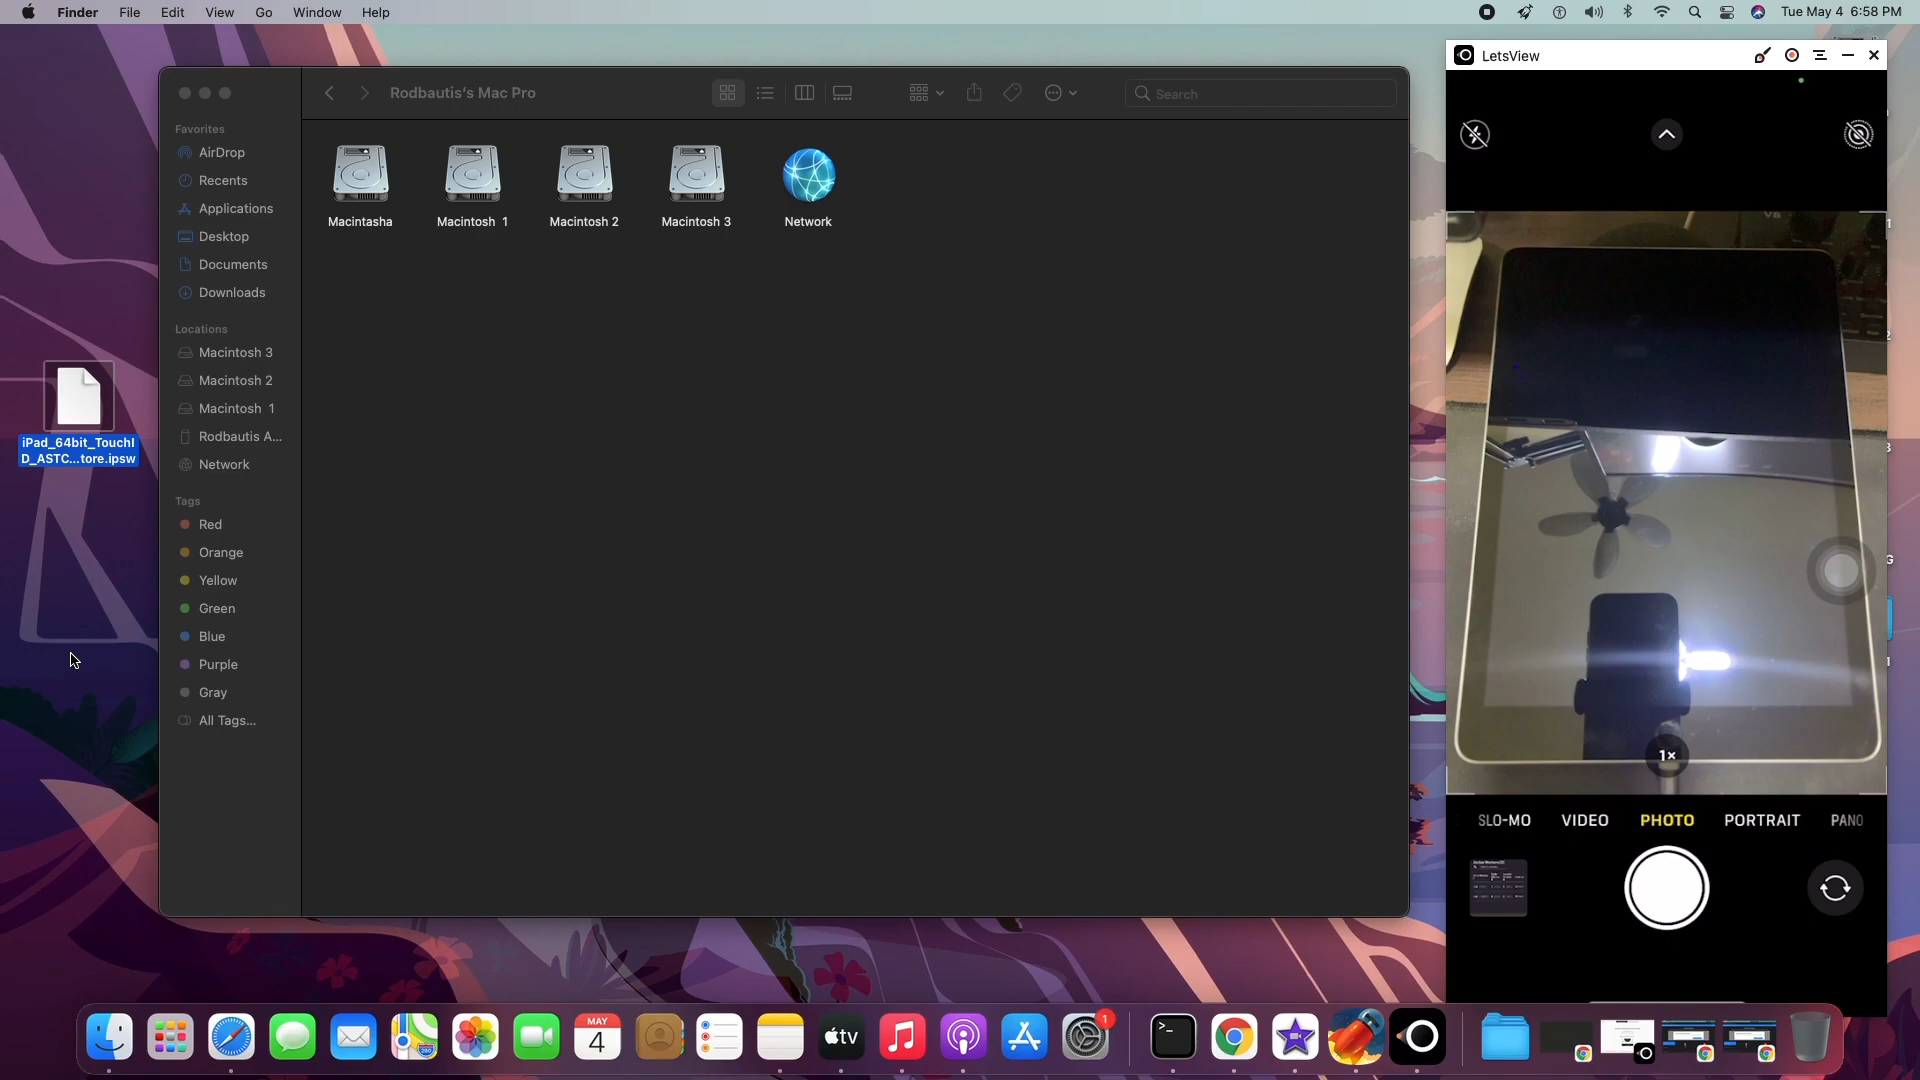 Finder File Edit View Go Window Help
Tue May 4 6:58 PM
LetsView
Rodbautis's Mac Pro
Search
Favorites
AirDrop
Recents
Applications
Desktop
Documents
Downloads
Locations
Macintosh 3
Macintosh 2
Macintosh 1
Rodbautis A...
Network
Tags
Red
Orange
Yellow
Green
Blue
Purple
Gray
All Tags...
Macintasha
Macintosh 1
Macintosh 2
Macintosh 3
Network
iPad_64bit_TouchI
D_ASTC...tore.ipsw
1x
SLO-MO VIDEO PHOTO PORTRAIT PANO
MAY
4
280
tv
1